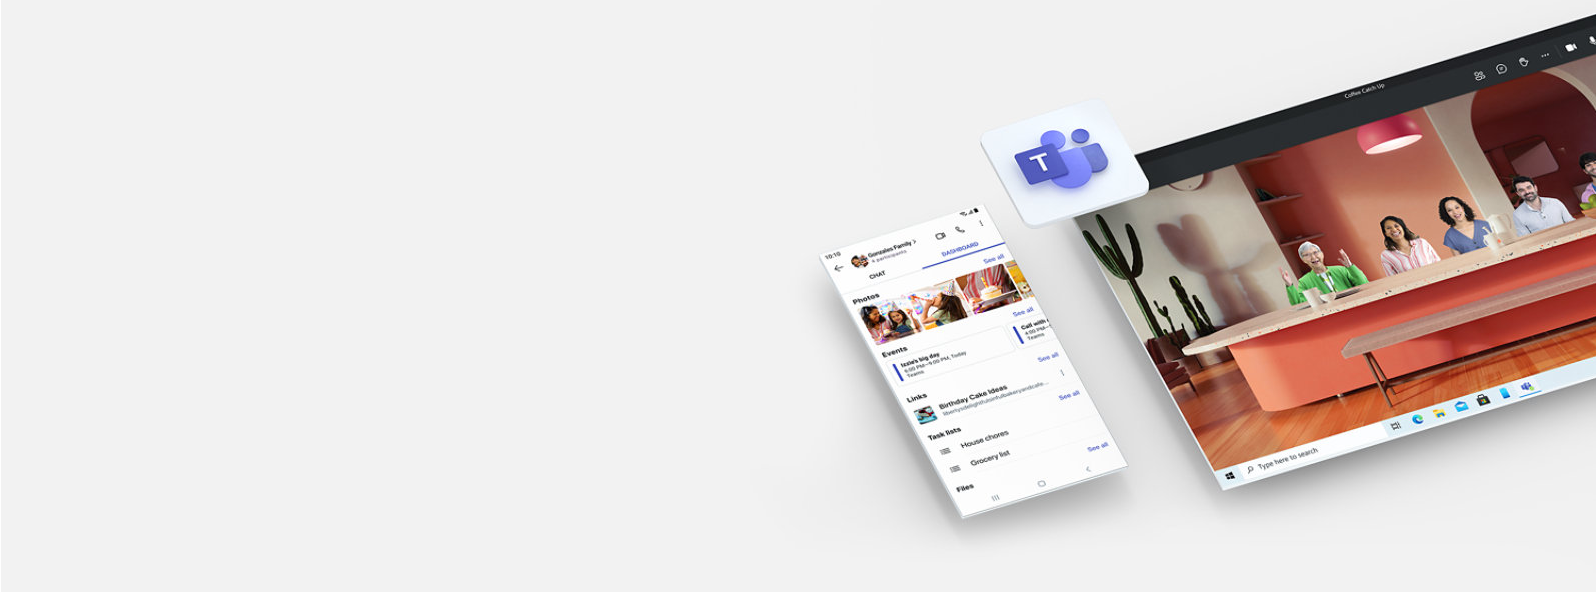 Coffee Catch Up
T
10:10
Gonzales Family
4 participants
CHAT
DASHBOARD
Photos
See all
Events
See all
Izzie's big day
6:00 PM–9:00 PM, Today
Teams
Call with
4:00 PM–
Teams
Links
See all
Birthday Cake Ideas
Task lists
See all
House chores
Grocery list
Files
See all
Type here to search